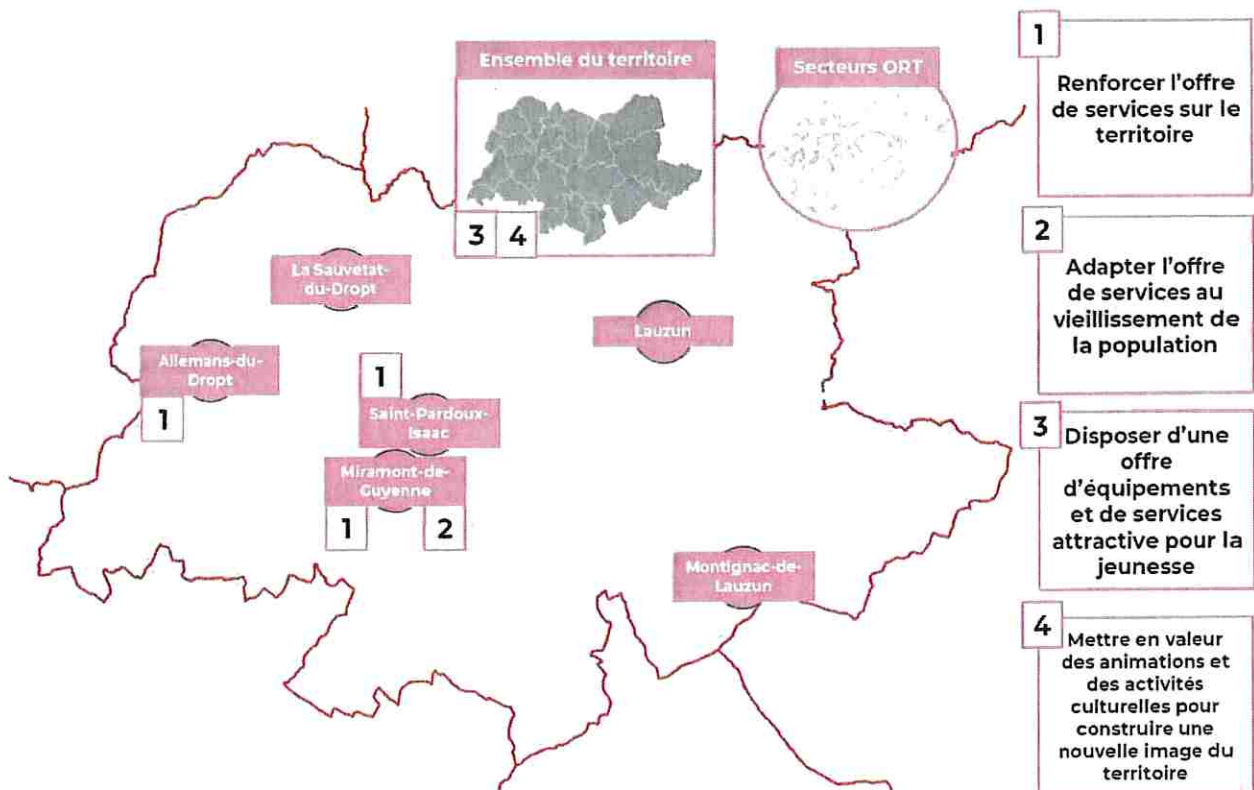 Ensemble du territoire
3 4
Secteurs ORT
La Sauvetat-
du-Dropt
Lauzun
Allemans-du-
Dropt
1
1
Saint-Pardoux-
Isaac
Miramont-de-
Guyenne
1 2
Montignac-de-
Lauzun
1
Renforcer l'offre
de services sur le
territoire
2
Adapter l'offre
de services au
vieillissement de
la population
3
Disposer d'une
offre
d'équipements
et de services
attractive pour la
jeunesse
4
Mettre en valeur
des animations et
des activités
culturelles pour
construire une
nouvelle image du
territoire